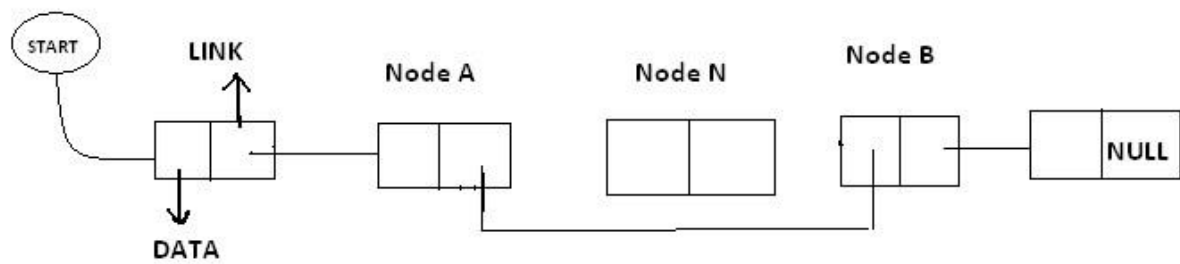 START
LINK
Node A
Node N
Node B
NULL
DATA